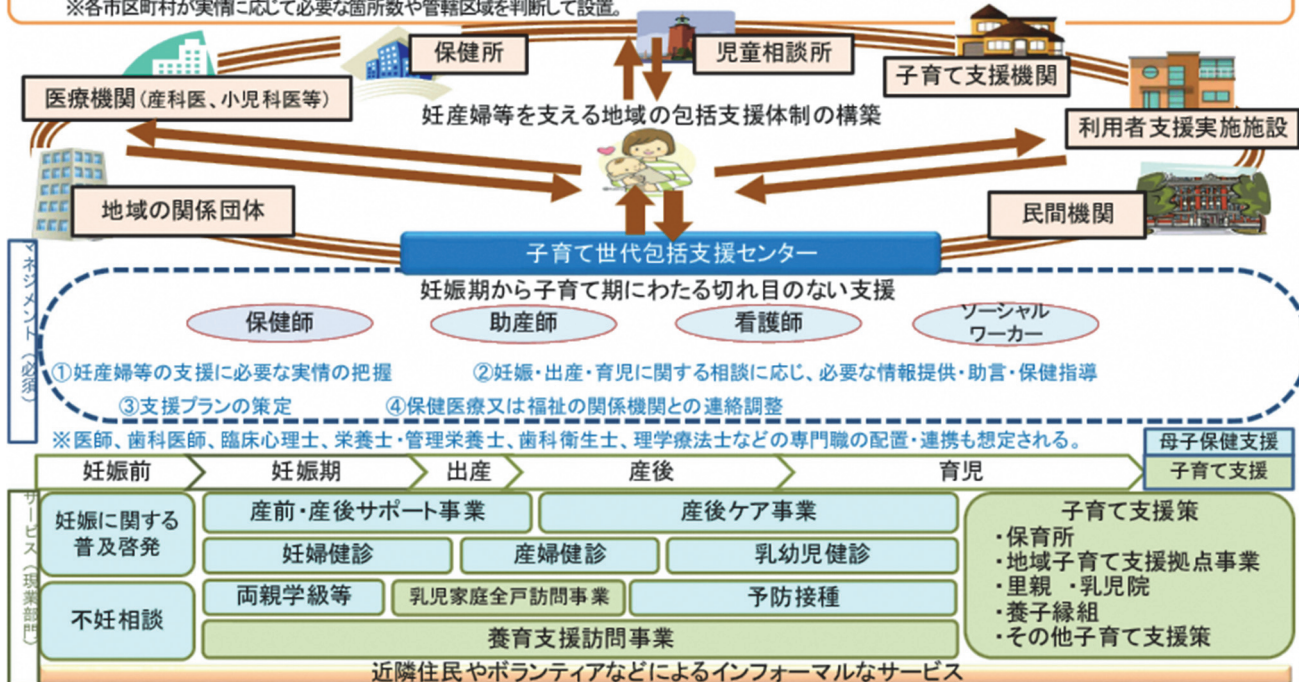 ※各市区町村が実情に応じて必要な箇所数や管轄区域を判断して設置。
保健所
児童相談所
子育て支援機関
医療機関(産科医、小児科医等)
利用者支援実施施設
妊産婦等を支える地域の包括支援体制の構築
地域の関係団体
民間機関
子育て世代包括支援センター
妊娠期から子育て期にわたる切れ目のない支援
マネジメント(必須)
保健師
助産師
看護師
ソーシャル
ワーカー
①妊産婦等の支援に必要な実情の把握
②妊娠・出産・育児に関する相談に応じ、必要な情報提供・助言・保健指導
③支援プランの策定
④保健医療又は福祉の関係機関との連絡調整
※医師、歯科医師、臨床心理士、栄養士・管理栄養士、歯科衛生士、理学療法士などの専門職の配置・連携も想定される。
母子保健支援
子育て支援
妊娠前
妊娠期
出産
産後
育児
サービス(現業部門)
妊娠に関する
普及啓発
不妊相談
産前・産後サポート事業
産後ケア事業
妊婦健診
産婦健診
乳幼児健診
両親学級等
乳児家庭全戸訪問事業
予防接種
養育支援訪問事業
子育て支援策
・保育所
・地域子育て支援拠点事業
・里親 ・乳児院
・養子縁組
・その他子育て支援策
近隣住民やボランティアなどによるインフォーマルなサービス